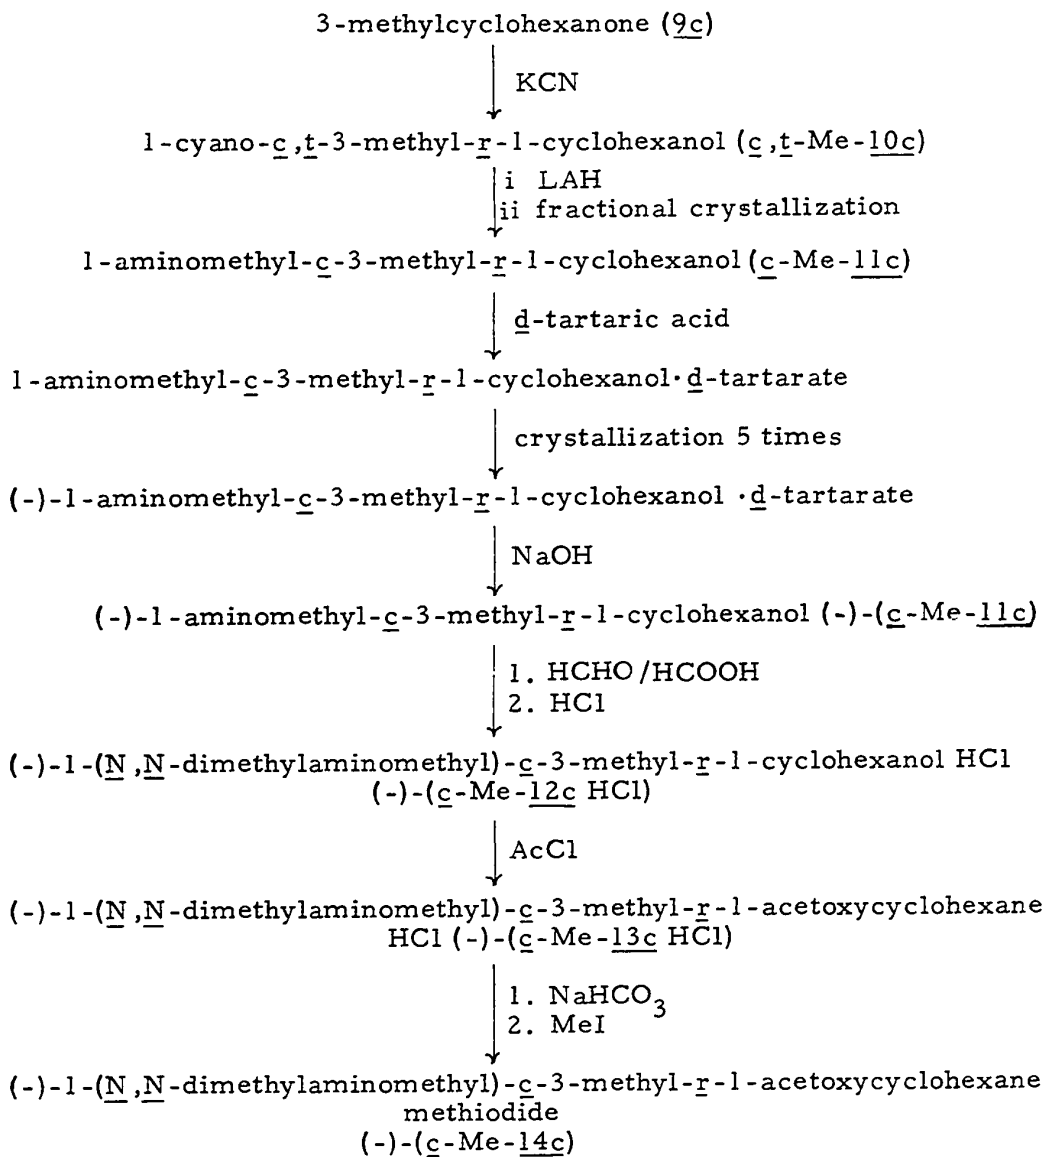 3-methylcyclohexanone (9c)
KCN
1-cyano-c,t-3-methyl-r-1-cyclohexanol (c,t-Me-10c)
i LAH
ii fractional crystallization
1-aminomethyl-c-3-methyl-r-1-cyclohexanol (c-Me-11c)
d-tartaric acid
1-aminomethyl-c-3-methyl-r-1-cyclohexanol·d-tartarate
crystallization 5 times
(-)-1-aminomethyl-c-3-methyl-r-1-cyclohexanol ·d-tartarate
NaOH
(-)-1-aminomethyl-c-3-methyl-r-1-cyclohexanol (-)-(c-Me-11c)
1. HCHO/HCOOH
2. HCl
(-)-1-(N,N-dimethylaminomethyl)-c-3-methyl-r-1-cyclohexanol HCl
(-)-(c-Me-12c HCl)
AcCl
(-)-1-(N,N-dimethylaminomethyl)-c-3-methyl-r-1-acetoxycyclohexane
HCl (-)-(c-Me-13c HCl)
1. NaHCO3
2. MeI
(-)-1-(N,N-dimethylaminomethyl)-c-3-methyl-r-1-acetoxycyclohexane
methiodide
(-)-(c-Me-14c)